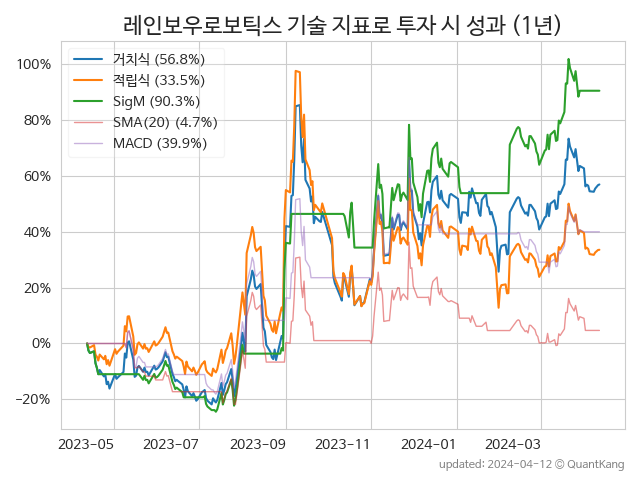 레인보우로보틱스 기술 지표로 투자 시 성과 (1년)
거치식 (56.8%)
적립식 (33.5%)
SigM (90.3%)
SMA(20) (4.7%)
MACD (39.9%)
100%
80%
60%
40%
20%
0%
−20%
2023-05 2023-07 2023-09 2023-11 2024-01 2024-03
updated: 2024-04-12 © QuantKang